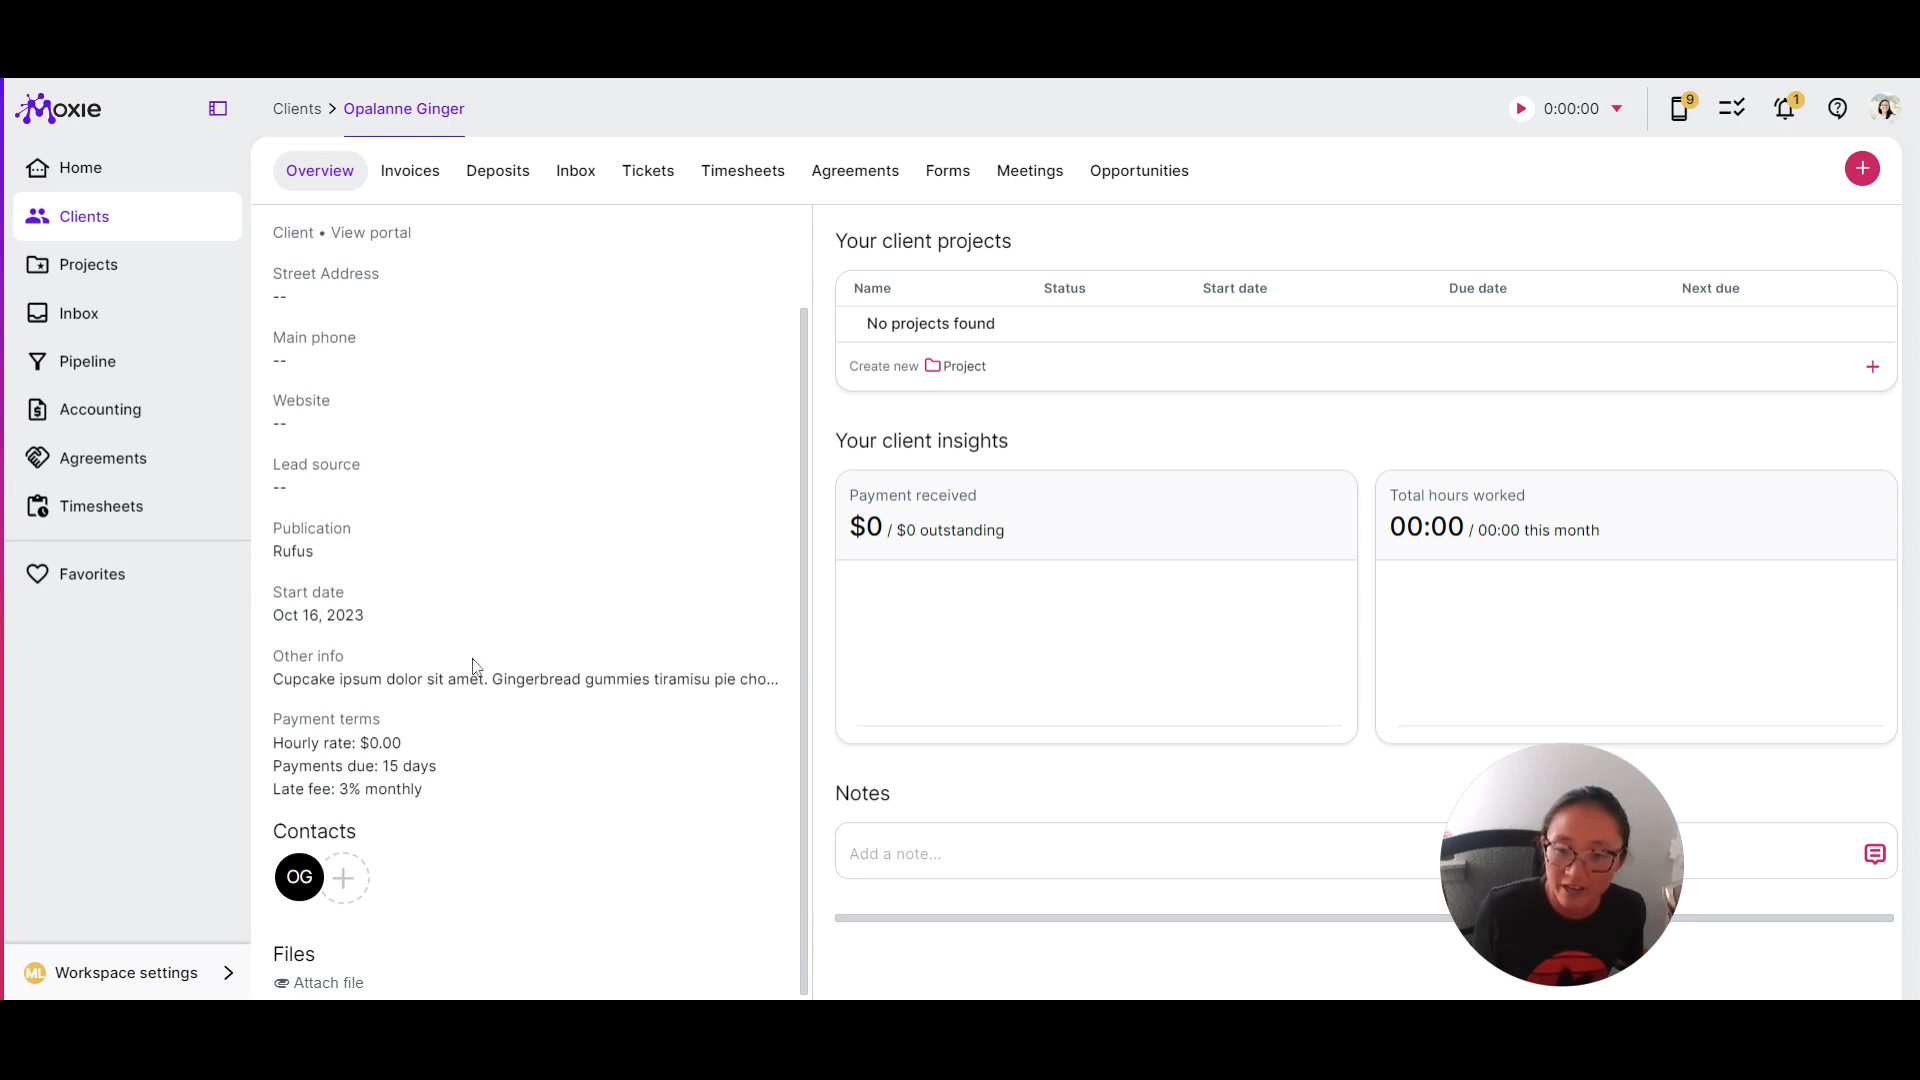 Moxie
Clients > Opalanne Ginger
0:00:00
9
1
Home
Clients
Projects
Inbox
Pipeline
Accounting
Agreements
Timesheets
Favorites
ML Workspace settings
Overview Invoices Deposits Inbox Tickets Timesheets Agreements Forms Meetings Opportunities
Client • View portal
Street Address
--
Main phone
--
Website
--
Lead source
--
Publication
Rufus
Start date
Oct 16, 2023
Other info
Cupcake ipsum dolor sit amet. Gingerbread gummies tiramisu pie cho...
Payment terms
Hourly rate: $0.00
Payments due: 15 days
Late fee: 3% monthly
Contacts
OG
Files
Attach file
Your client projects
Name Status Start date Due date Next due
No projects found
Create new Project
Your client insights
Payment received
$0 / $0 outstanding
Total hours worked
00:00 / 00:00 this month
Notes
Add a note...